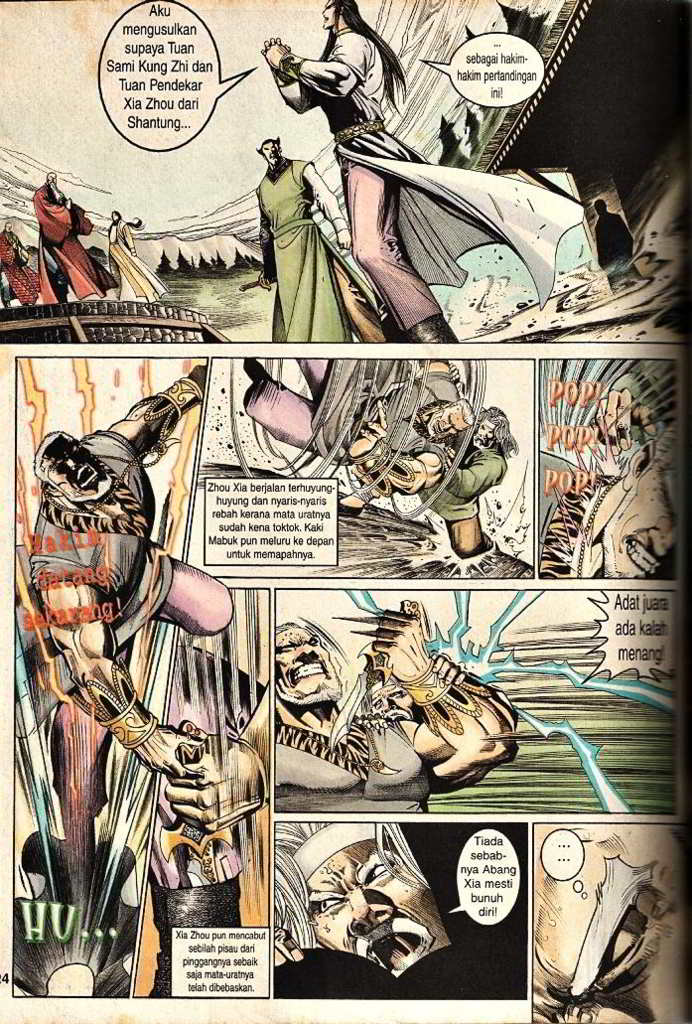 Aku
mengusulkan
supaya Tuan
Sami Kung Zhi dan
Tuan Pendekar
Xia Zhou dari
Shantung...
...
sebagai hakim-
hakim pertandingan
ini!
Hakim
datang
sekarang!
HU...
Zhou Xia berjalan terhuyung-
huyung dan nyaris-nyaris
rebah kerana mata uratnya
sudah kena toktok. Kaki
Mabuk pun meluru ke depan
untuk memapahnya.
POP!
POP!
POP!
Xia Zhou pun mencabut
sebilah pisau dari
pinggangnya sebaik
saja mata-uratnya
telah dibebaskan.
Adat juara
ada kalah
menang!
Tiada
sebab-
nya Abang
Xia mesti
bunuh
diri!
...
...
24